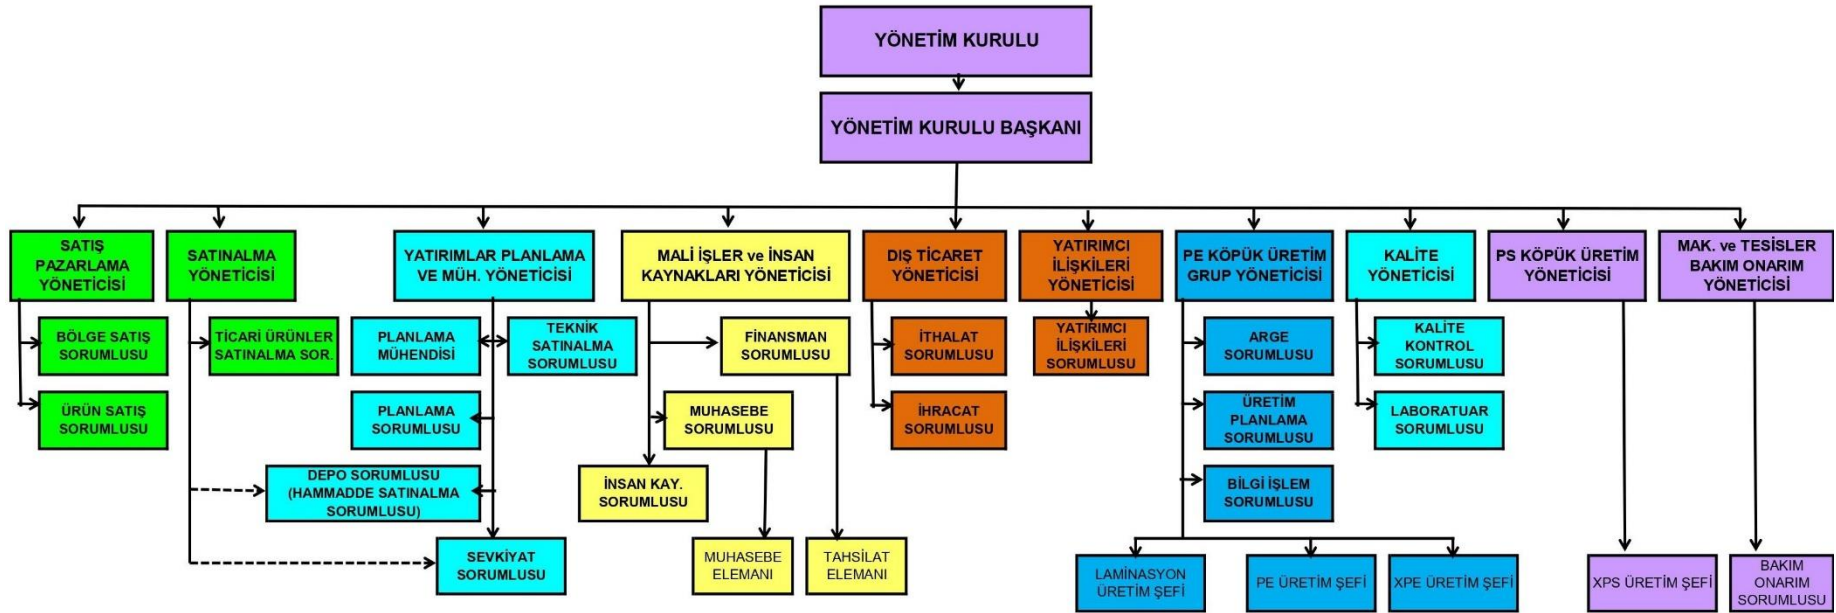 YÖNETİM KURULU
YÖNETİM KURULU BAŞKANI
SATIŞ
PAZARLAMA
YÖNETİCİSİ
SATINALMA
YÖNETİCİSİ
YATIRIMLAR PLANLAMA
VE MÜH. YÖNETİCİSİ
MALİ İŞLER ve İNSAN
KAYNAKLARI YÖNETİCİSİ
DIŞ TİCARET
YÖNETİCİSİ
YATIRIMCI
İLİŞKİLERİ
YÖNETİCİSİ
PE KÖPÜK ÜRETİM
GRUP YÖNETİCİSİ
KALİTE
YÖNETİCİSİ
PS KÖPÜK ÜRETİM
YÖNETİCİSİ
MAK. ve TESİSLER
BAKIM ONARIM
YÖNETİCİSİ
BÖLGE SATIŞ
SORUMLUSU
TİCARİ ÜRÜNLER
SATINALMA SOR.
PLANLAMA
MÜHENDİSİ
TEKNİK
SATINALMA
SORUMLUSU
FİNANSMAN
SORUMLUSU
İTHALAT
SORUMLUSU
YATIRIMCI
İLİŞKİLERİ
SORUMLUSU
ARGE
SORUMLUSU
KALİTE
KONTROL
SORUMLUSU
ÜRÜN SATIŞ
SORUMLUSU
PLANLAMA
SORUMLUSU
MUHASEBE
SORUMLUSU
İHRACAT
SORUMLUSU
ÜRETİM
PLANLAMA
SORUMLUSU
LABORATUAR
SORUMLUSU
DEPO SORUMLUSU
(HAMMADDE SATINALMA
SORUMLUSU)
İNSAN KAY.
SORUMLUSU
BİLGİ İŞLEM
SORUMLUSU
SEVKİYAT
SORUMLUSU
MUHASEBE
ELEMANI
TAHSİLAT
ELEMANI
LAMİNASYON
ÜRETİM ŞEFİ
PE ÜRETİM ŞEFİ
XPE ÜRETİM ŞEFİ
XPS ÜRETİM ŞEFİ
BAKIM
ONARIM
SORUMLUSU